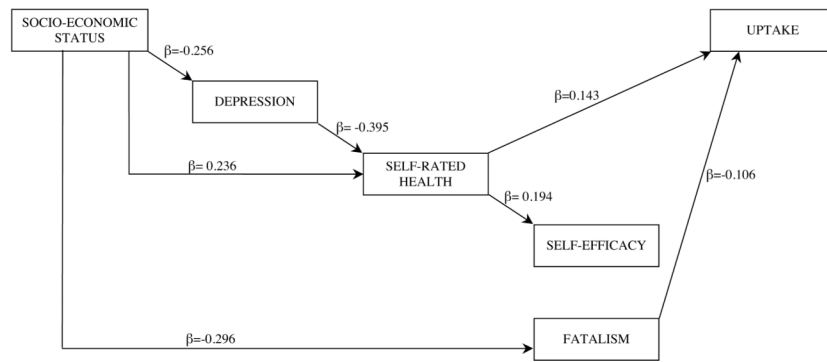 SOCIO-ECONOMIC
STATUS
UPTAKE
β=-0.256
DEPRESSION
β=0.143
β= -0.395
β= 0.236
SELF-RATED
HEALTH
β=-0.106
β= 0.194
SELF-EFFICACY
β=-0.296
FATALISM